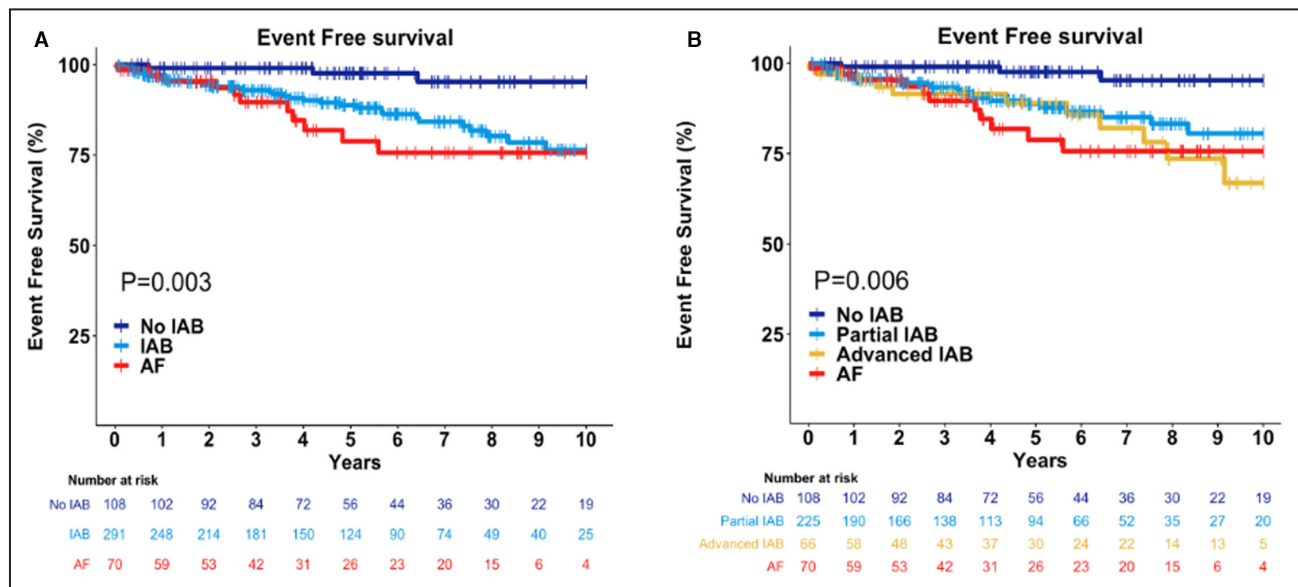 A
Event Free survival
Event Free Survival (%)
100
75
50
25
P=0.003
No IAB
IAB
AF
0 1 2 3 4 5 6 7 8 9 10
Years
Number at risk
No IAB 108 102 92 84 72 56 44 36 30 22 19
IAB 291 248 214 181 150 124 90 74 49 40 25
AF 70 59 53 42 31 26 23 20 15 6 4
B
Event Free survival
Event Free Survival (%)
100
75
50
25
P=0.006
No IAB
Partial IAB
Advanced IAB
AF
0 1 2 3 4 5 6 7 8 9 10
Years
Number at risk
No IAB 108 102 92 84 72 56 44 36 30 22 19
Partial IAB 225 190 166 138 113 94 66 52 35 27 20
Advanced IAB 66 58 48 43 37 30 24 22 14 13 5
AF 70 59 53 42 31 26 23 20 15 6 4